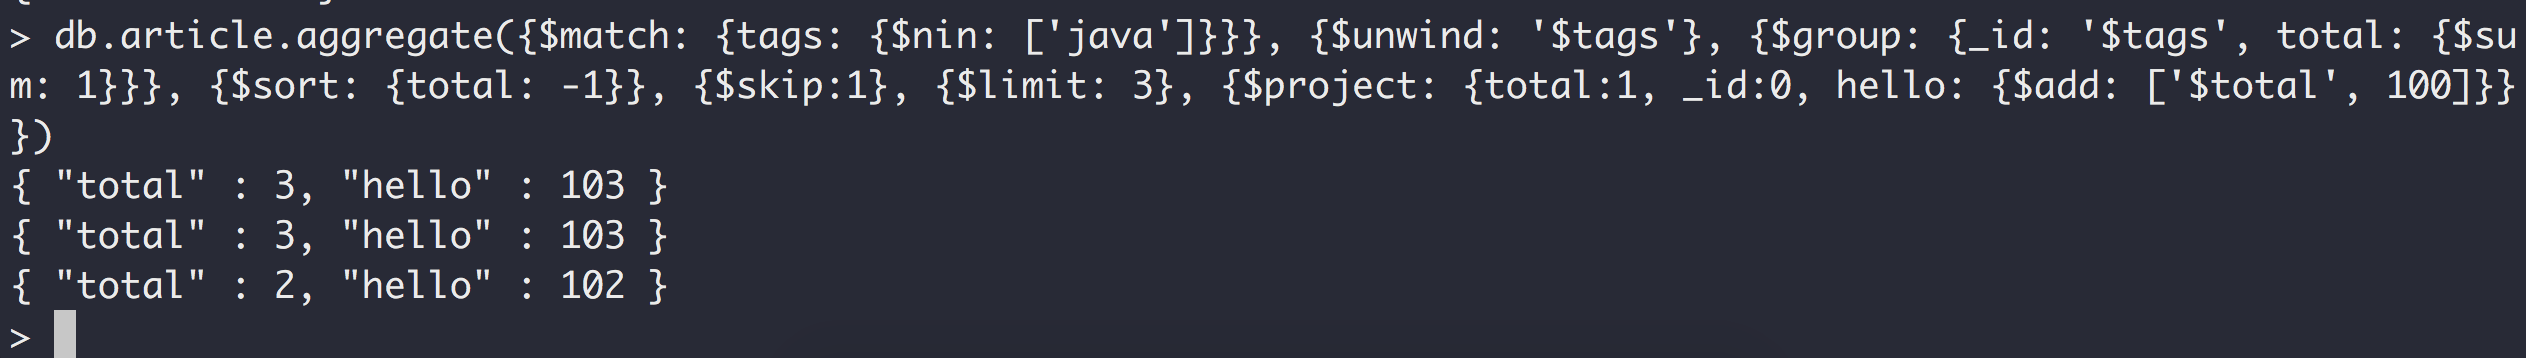 > db.article.aggregate({$match: {tags: {$nin: ['java']}}}, {$unwind: '$tags'}, {$group: {_id: '$tags', total: {$su
m: 1}}}, {$sort: {total: -1}}, {$skip:1}, {$limit: 3}, {$project: {total:1, _id:0, hello: {$add: ['$total', 100]}}
})
{ "total" : 3, "hello" : 103 }
{ "total" : 3, "hello" : 103 }
{ "total" : 2, "hello" : 102 }
>